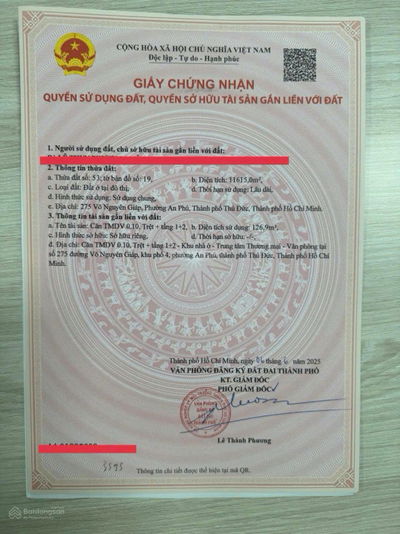 CỘNG HÒA XÃ HỘI CHỦ NGHĨA VIỆT NAM
Độc lập - Tự do - Hạnh phúc
GIẤY CHỨNG NHẬN
QUYỀN SỬ DỤNG ĐẤT, QUYỀN SỞ HỮU TÀI SẢN GẮN LIỀN VỚI ĐẤT
1. Người sử dụng đất, chủ sở hữu tài sản gắn liền với đất:
2. Thông tin thửa đất:
a. Thửa đất số: 53; tờ bản đồ số: 19, b. Diện tích: 31615,0m²,
c. Loại đất: Đất ở tại đô thị, d. Thời hạn sử dụng: Lâu dài,
đ. Hình thức sử dụng: Sử dụng chung,
e. Địa chỉ: 275 Võ Nguyên Giáp, Phường An Phú, Thành phố Thủ Đức, Thành phố Hồ Chí Minh.
3. Thông tin tài sản gắn liền với đất:
a. Tên tài sản: Căn TMDV 0.10, Trệt + tầng 1+2, b. Diện tích sử dụng: 126,9m²,
c. Hình thức sở hữu: Sở hữu riêng, d. Thời hạn sở hữu: -/-,
đ. Địa chỉ: Căn TMDV 0.10, Trệt + tầng 1+2 - Khu nhà ở - Trung tâm Thương mại - Văn phòng tại
số 275 đường Võ Nguyên Giáp, khu phố 4, phường An Phú, thành phố Thủ Đức, Thành phố Hồ Chí
Minh.
Thành phố Hồ Chí Minh, ngày 06 tháng 6 năm 2025
VĂN PHÒNG ĐĂNG KÝ ĐẤT ĐAI THÀNH PHỐ
KT. GIÁM ĐỐC
PHÓ GIÁM ĐỐC
VĂN PHÒNG
ĐĂNG KÝ
ĐẤT ĐAI
Lê Thành Phương
3595
Thông tin chi tiết được thể hiện tại mã QR.
Batdongsan